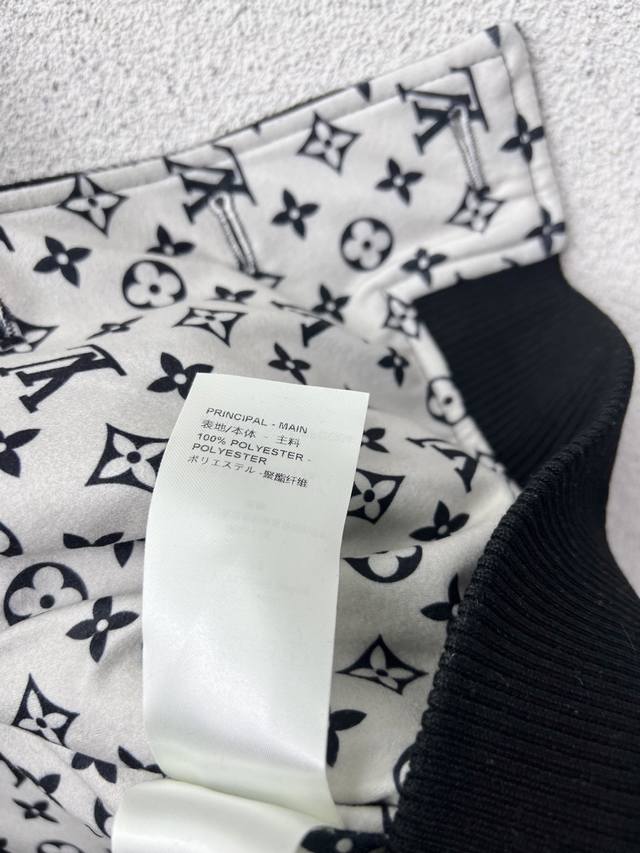 PRINCIPAL - MAIN
表地/本体 - 主料
100% POLYESTER -
POLYESTER
ポリエステル -聚酯纤维